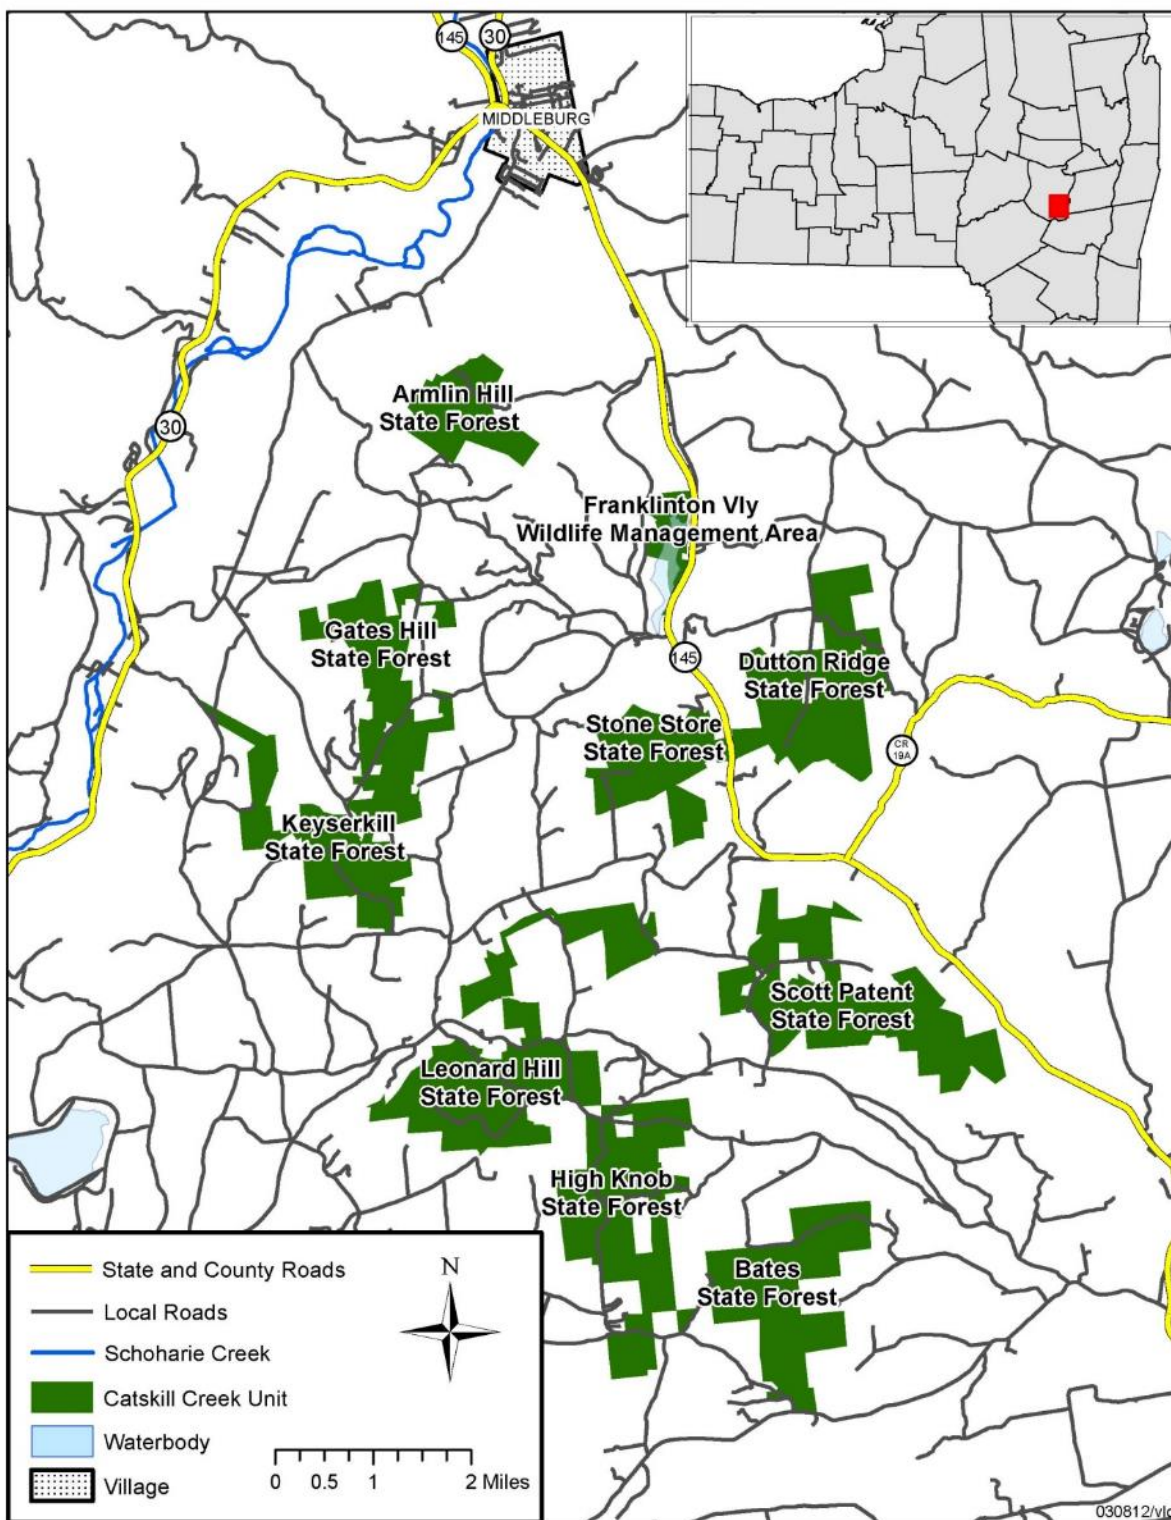 145
30
MIDDLEBURG
Armlin Hill
State Forest
30
Franklinton Vly
Wildlife Management Area
Gates Hill
State Forest
145
Dutton Ridge
State Forest
Stone Store
State Forest
CR
19A
Keyserkill
State Forest
Scott Patent
State Forest
Leonard Hill
State Forest
High Knob
State Forest
Bates
State Forest
State and County Roads
Local Roads
Schoharie Creek
Catskill Creek Unit
Waterbody
Village
N
0 0.5 1 2 Miles
030812/vlc